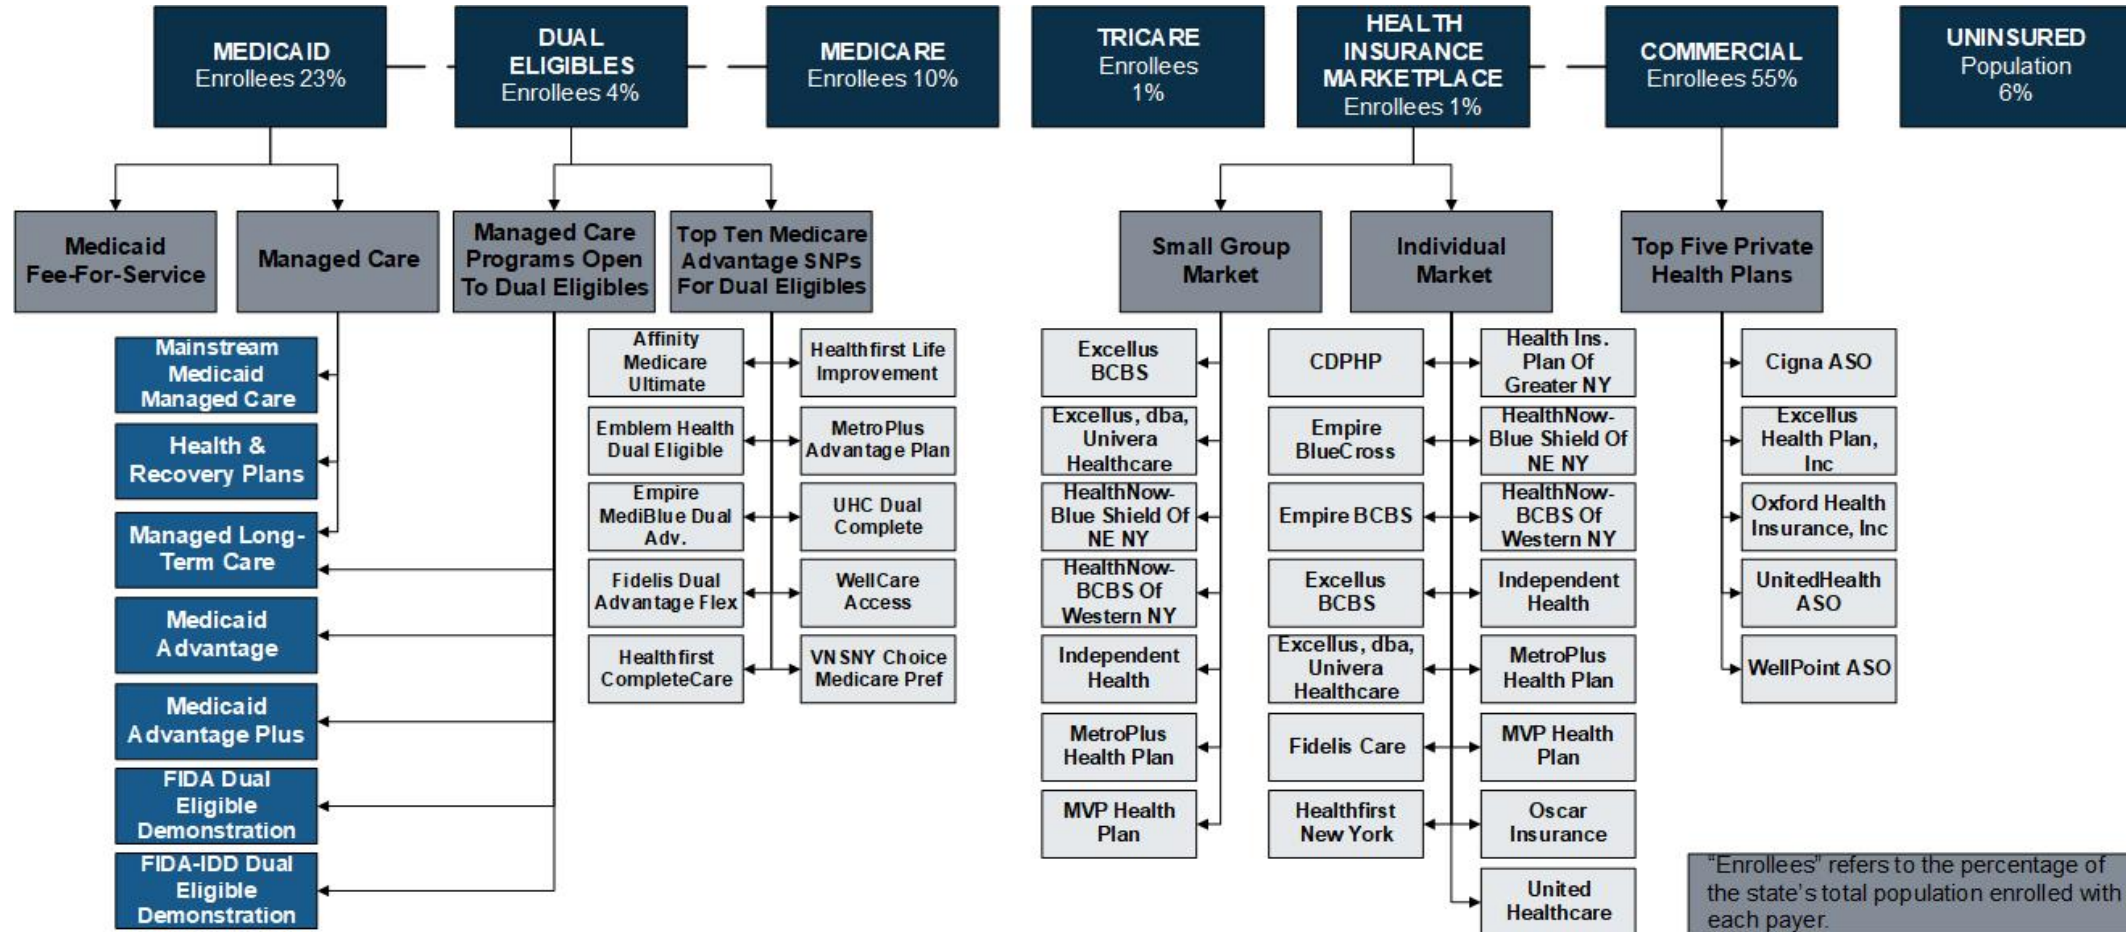 MEDICAID
Enrollees 23%
DUAL
ELIGIBLES
Enrollees 4%
MEDICARE
Enrollees 10%
TRICARE
Enrollees
1%
HEALTH
INSURANCE
MARKETPLACE
Enrollees 1%
COMMERCIAL
Enrollees 55%
UNINSURED
Population
6%
Medicaid
Fee-For-Service
Managed Care
Managed Care
Programs Open
To Dual Eligibles
Top Ten Medicare
Advantage SNPs
For Dual Eligibles
Small Group
Market
Individual
Market
Top Five Private
Health Plans
Mainstream
Medicaid
Managed Care
Health &
Recovery Plans
Managed Long-
Term Care
Medicaid
Advantage
Medicaid
Advantage Plus
FIDA Dual
Eligible
Demonstration
FIDA-IDD Dual
Eligible
Demonstration
Affinity
Medicare
Ultimate
Emblem Health
Dual Eligible
Empire
MediBlue Dual
Adv.
Fidelis Dual
Advantage Flex
Healthfirst
CompleteCare
Healthfirst Life
Improvement
MetroPlus
Advantage Plan
UHC Dual
Complete
WellCare
Access
VNSNY Choice
Medicare Pref
Excellus
BCBS
Excellus, dba,
Univera
Healthcare
HealthNow-
Blue Shield Of
NE NY
HealthNow-
BCBS Of
Western NY
Independent
Health
MetroPlus
Health Plan
MVP Health
Plan
CDPHP
Empire
BlueCross
Empire BCBS
Excellus
BCBS
Excellus, dba,
Univera
Healthcare
Fidelis Care
Healthfirst
New York
Health Ins.
Plan Of
Greater NY
HealthNow-
Blue Shield Of
NE NY
HealthNow-
BCBS Of
Western NY
Independent
Health
MetroPlus
Health Plan
MVP Health
Plan
Oscar
Insurance
United
Healthcare
Cigna ASO
Excellus
Health Plan,
Inc
Oxford Health
Insurance, Inc
UnitedHealth
ASO
WellPoint ASO
"Enrollees" refers to the percentage of
the state's total population enrolled with
each payer.